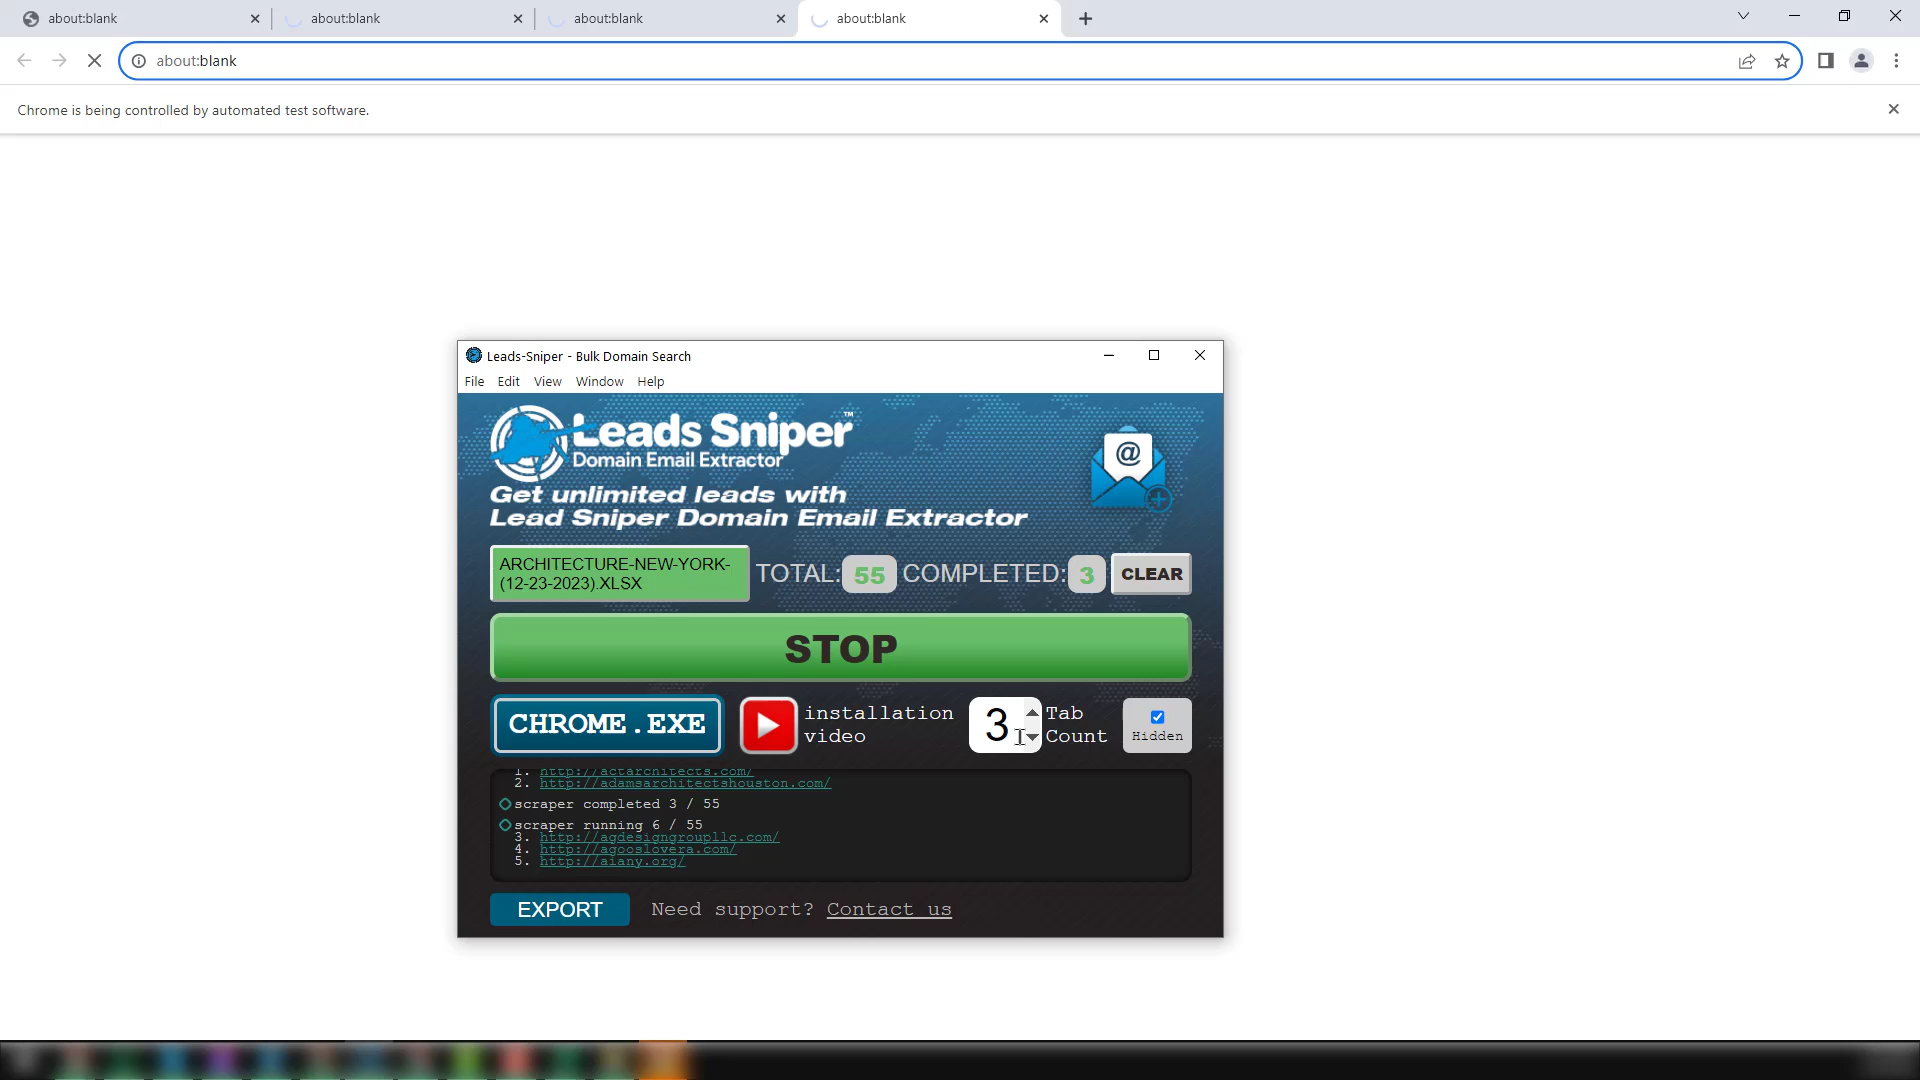 about:blank
about:blank
about:blank
about:blank
about:blank
Chrome is being controlled by automated test software.
Leads-Sniper - Bulk Domain Search
File Edit View Window Help
Leads Sniper™
Domain Email Extractor
@
Get unlimited leads with
Lead Sniper Domain Email Extractor
ARCHITECTURE-NEW-YORK-
(12-23-2023).XLSX
TOTAL: 55 COMPLETED: 3 CLEAR
STOP
CHROME.EXE
installation
video
3
Tab
Count
Hidden
1. http://actarchitects.com/
2. http://adamsarchitectshouston.com/
scraper completed 3 / 55
scraper running 6 / 55
3. http://agdesigngroupllc.com/
4. http://agooslovera.com/
5. http://aiany.org/
EXPORT Need support? Contact us